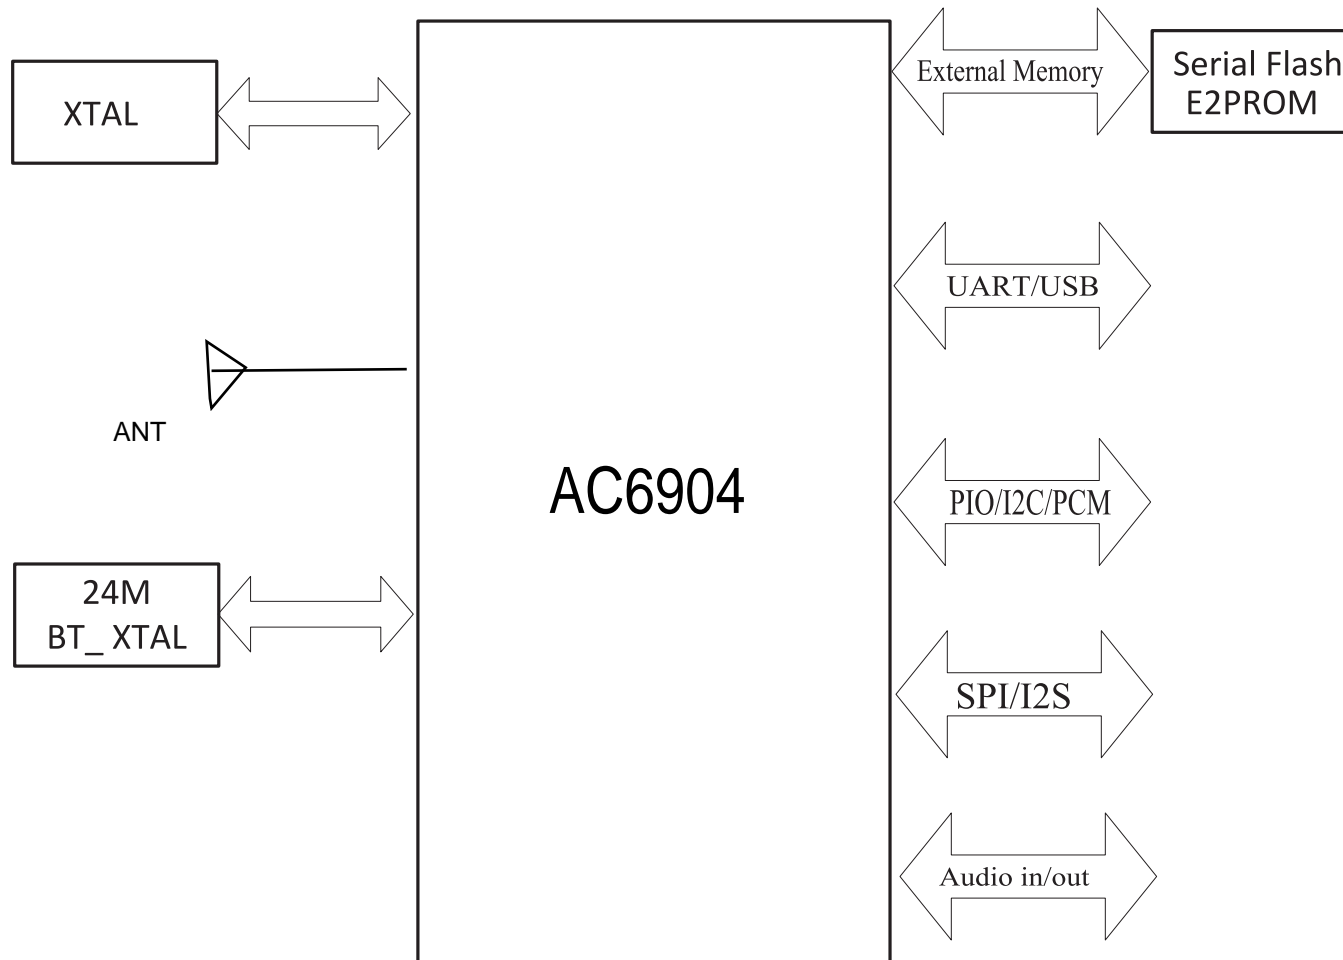 XTAL
ANT
24M
BT_ XTAL
AC6904
External Memory
Serial Flash
E2PROM
UART/USB
PIO/I2C/PCM
SPI/I2S
Audio in/out